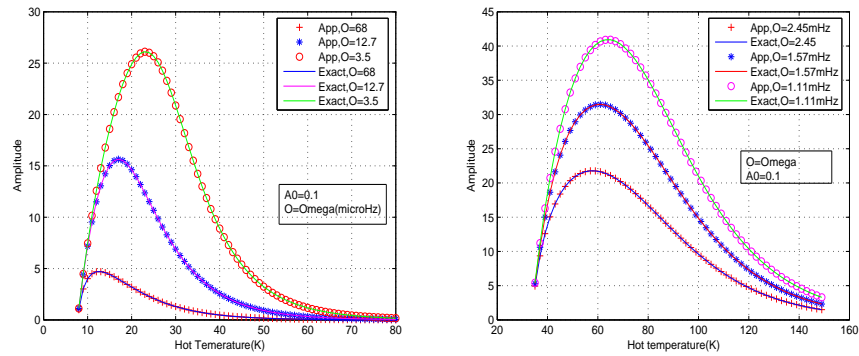 30
25
20
15
10
5
0
Amplitude
0 10 20 30 40 50 60 70 80
Hot Temerature(K)
App,O=68
App,O=12.7
App,O=3.5
Exact,O=68
Exact,O=12.7
Exact,O=3.5
A0=0.1
O=Omega(microHz)
45
40
35
30
25
20
15
10
5
0
Amplitude
20 40 60 80 100 120 140 160
Hot temperature(K)
App,O=2.45mHz
Exact,O=2.45
App,O=1.57mHz
Exact,O=1.57mHz
App,O=1.11mHz
Exact,O=1.11mHz
O=Omega
A0=0.1